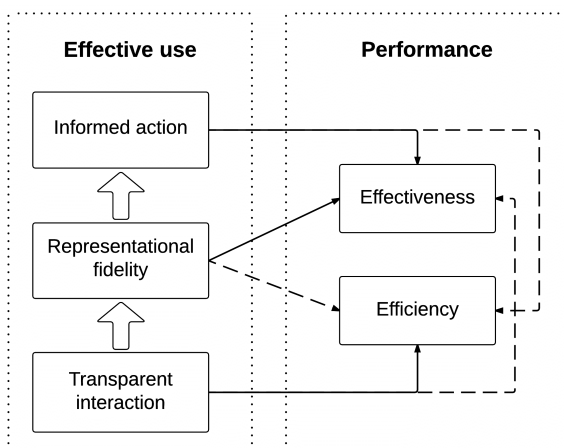 Effective use
Performance
Informed action
Effectiveness
Representational
fidelity
Efficiency
Transparent
interaction